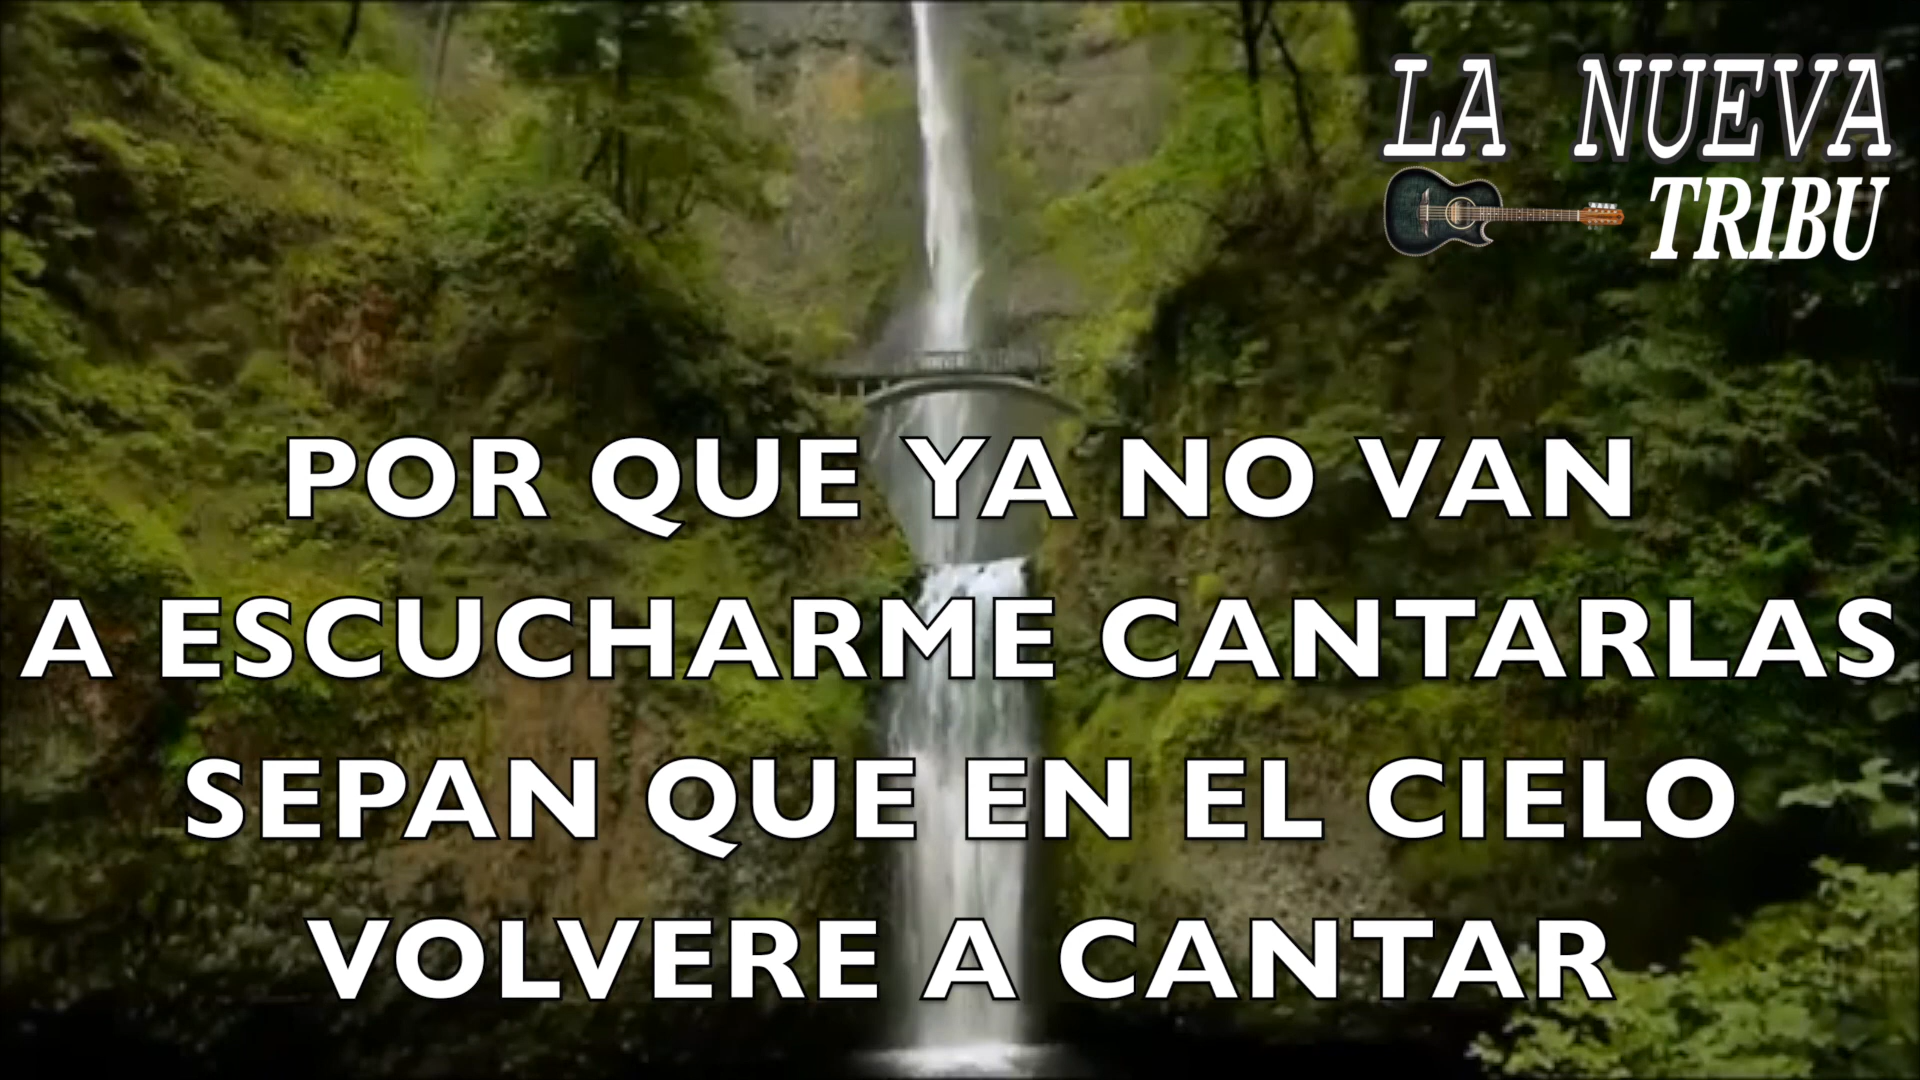 LA NUEVA
TRIBU
POR QUE YA NO VAN
A ESCUCHARME CANTARLAS
SEPAN QUE EN EL CIELO
VOLVERE A CANTAR